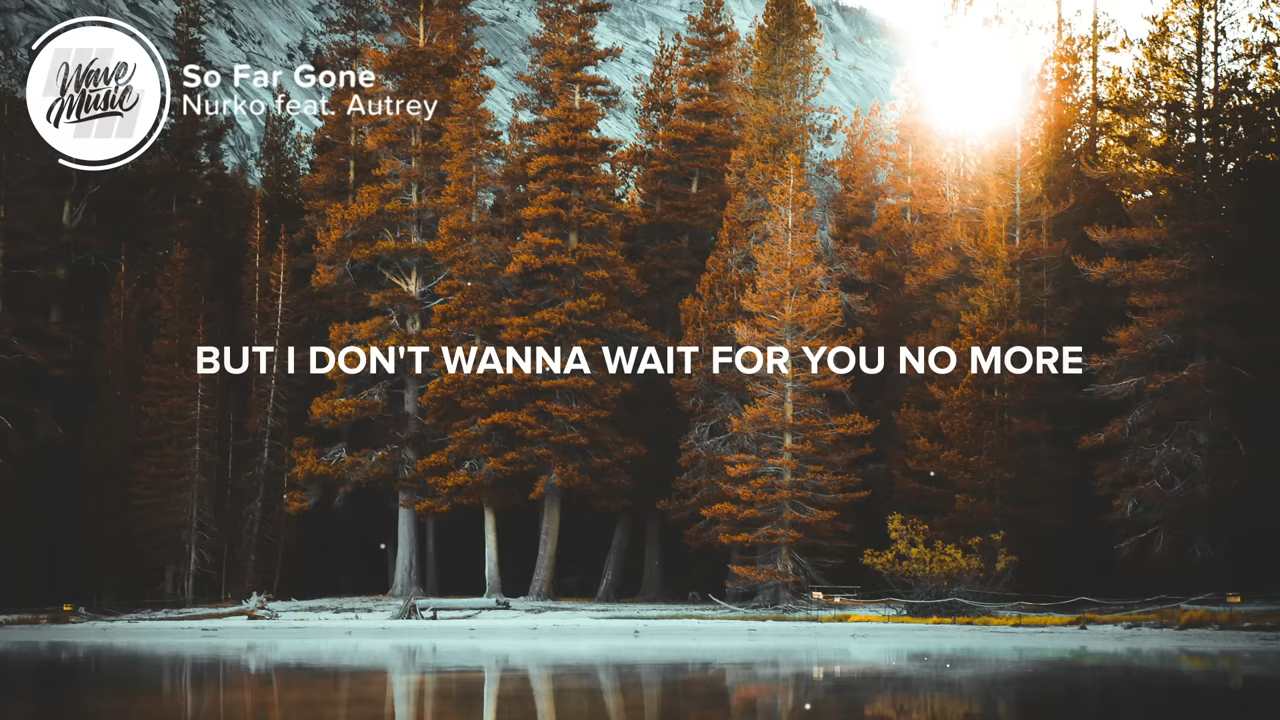 Wave
Music
So Far Gone
Nurko feat. Autrey
BUT I DON'T WANNA WAIT FOR YOU NO MORE